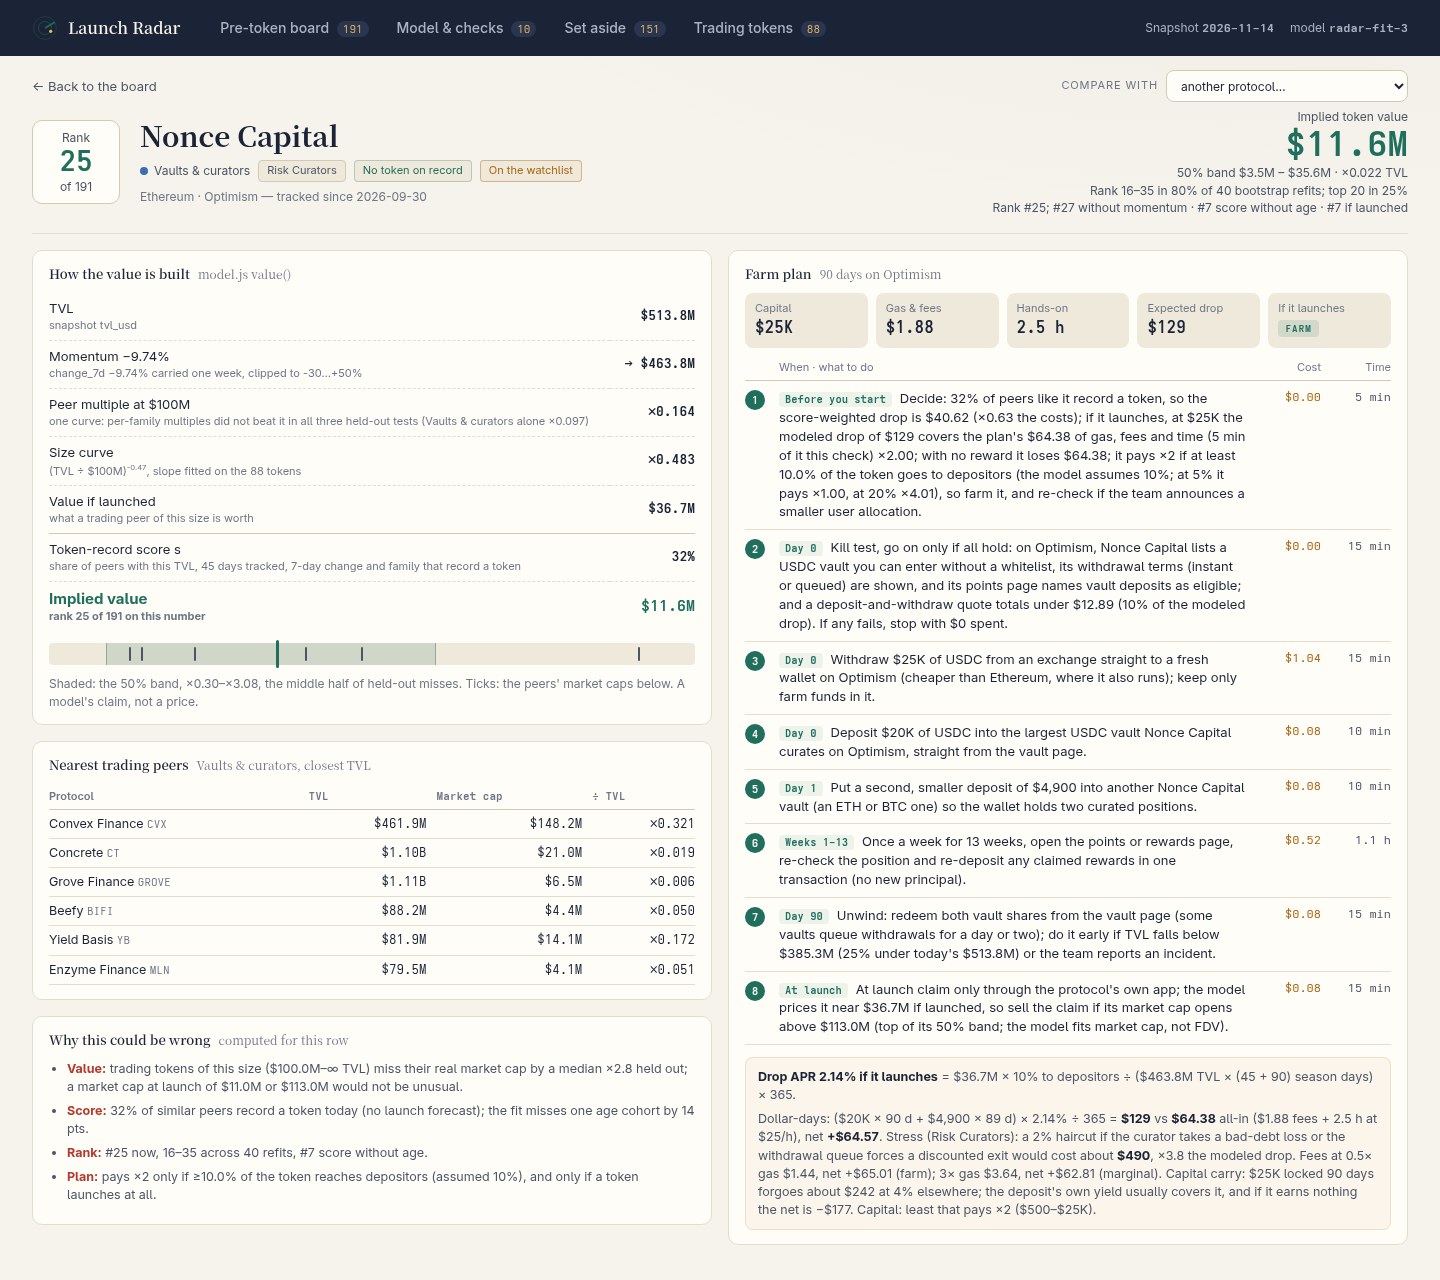 Launch Radar
Pre-token board 191 Model & checks 10 Set aside 151 Trading tokens 88
Snapshot 2026-11-14 model radar-fit-3
← Back to the board
COMPARE WITH another protocol...
Rank
25
of 191
Nonce Capital
Vaults & curators Risk Curators No token on record On the watchlist
Ethereum · Optimism — tracked since 2026-09-30
Implied token value
$11.6M
50% band $3.5M – $35.6M · ×0.022 TVL
Rank 16–35 in 80% of 40 bootstrap refits; top 20 in 25%
Rank #25; #27 without momentum · #7 score without age · #7 if launched
How the value is built model.js value()
TVL
snapshot tvl_usd
$513.8M
Momentum −9.74%
change_7d −9.74% carried one week, clipped to -30…+50%
→ $463.8M
Peer multiple at $100M
one curve: per-family multiples did not beat it in all three held-out tests (Vaults & curators alone ×0.097)
×0.164
Size curve
(TVL ÷ $100M)^-0.47, slope fitted on the 88 tokens
×0.483
Value if launched
what a trading peer of this size is worth
$36.7M
Token-record score s
share of peers with this TVL, 45 days tracked, 7-day change and family that record a token
32%
Implied value
rank 25 of 191 on this number
$11.6M
Shaded: the 50% band, ×0.30–×3.08, the middle half of held-out misses. Ticks: the peers' market caps below. A
model's claim, not a price.
Nearest trading peers Vaults & curators, closest TVL
Protocol TVL Market cap ÷ TVL
Convex Finance CVX $461.9M $148.2M ×0.321
Concrete CT $1.10B $21.0M ×0.019
Grove Finance GROVE $1.11B $6.5M ×0.006
Beefy BIFI $88.2M $4.4M ×0.050
Yield Basis YB $81.9M $14.1M ×0.172
Enzyme Finance MLN $79.5M $4.1M ×0.051
Why this could be wrong computed for this row
• Value: trading tokens of this size ($100.0M–∞ TVL) miss their real market cap by a median ×2.8 held out;
a market cap at launch of $11.0M or $113.0M would not be unusual.
• Score: 32% of similar peers record a token today (no launch forecast); the fit misses one age cohort by 14
pts.
• Rank: #25 now, 16–35 across 40 refits, #7 score without age.
• Plan: pays ×2 only if ≥10.0% of the token reaches depositors (assumed 10%), and only if a token
launches at all.
Farm plan 90 days on Optimism
Capital
$25K
Gas & fees
$1.88
Hands-on
2.5 h
Expected drop
$129
If it launches
FARM
When · what to do Cost Time
1 Before you start Decide: 32% of peers like it record a token, so the $0.00 5 min
score-weighted drop is $40.62 (×0.63 the costs); if it launches, at $25K the
modeled drop of $129 covers the plan's $64.38 of gas, fees and time (5 min
of it this check) ×2.00; with no reward it loses $64.38; it pays ×2 if at least
10.0% of the token goes to depositors (the model assumes 10%; at 5% it
pays ×1.00, at 20% ×4.01), so farm it, and re-check if the team announces a
smaller user allocation.
2 Day 0 Kill test, go on only if all hold: on Optimism, Nonce Capital lists a $0.00 15 min
USDC vault you can enter without a whitelist, its withdrawal terms (instant
or queued) are shown, and its points page names vault deposits as eligible;
and a deposit-and-withdraw quote totals under $12.89 (10% of the modeled
drop). If any fails, stop with $0 spent.
3 Day 0 Withdraw $25K of USDC from an exchange straight to a fresh $1.04 15 min
wallet on Optimism (cheaper than Ethereum, where it also runs); keep only
farm funds in it.
4 Day 0 Deposit $20K of USDC into the largest USDC vault Nonce Capital $0.08 10 min
curates on Optimism, straight from the vault page.
5 Day 1 Put a second, smaller deposit of $4,900 into another Nonce Capital $0.08 10 min
vault (an ETH or BTC one) so the wallet holds two curated positions.
6 Weeks 1–13 Once a week for 13 weeks, open the points or rewards page, $0.52 1.1 h
re-check the position and re-deposit any claimed rewards in one
transaction (no new principal).
7 Day 90 Unwind: redeem both vault shares from the vault page (some $0.08 15 min
vaults queue withdrawals for a day or two); do it early if TVL falls below
$385.3M (25% under today's $513.8M) or the team reports an incident.
8 At launch At launch claim only through the protocol's own app; the model $0.08 15 min
prices it near $36.7M if launched, so sell the claim if its market cap opens
above $113.0M (top of its 50% band; the model fits market cap, not FDV).
Drop APR 2.14% if it launches = $36.7M × 10% to depositors ÷ ($463.8M TVL × (45 + 90) season days)
× 365.
Dollar-days: ($20K × 90 d + $4,900 × 89 d) × 2.14% ÷ 365 = $129 vs $64.38 all-in ($1.88 fees + 2.5 h at
$25/h), net +$64.57. Stress (Risk Curators): a 2% haircut if the curator takes a bad-debt loss or the
withdrawal queue forces a discounted exit would cost about $490, ×3.8 the modeled drop. Fees at 0.5×
gas $1.44, net +$65.01 (farm); 3× gas $3.64, net +$62.81 (marginal). Capital carry: $25K locked 90 days
forgoes about $242 at 4% elsewhere; the deposit's own yield usually covers it, and if it earns nothing
the net is −$177. Capital: least that pays ×2 ($500–$25K).